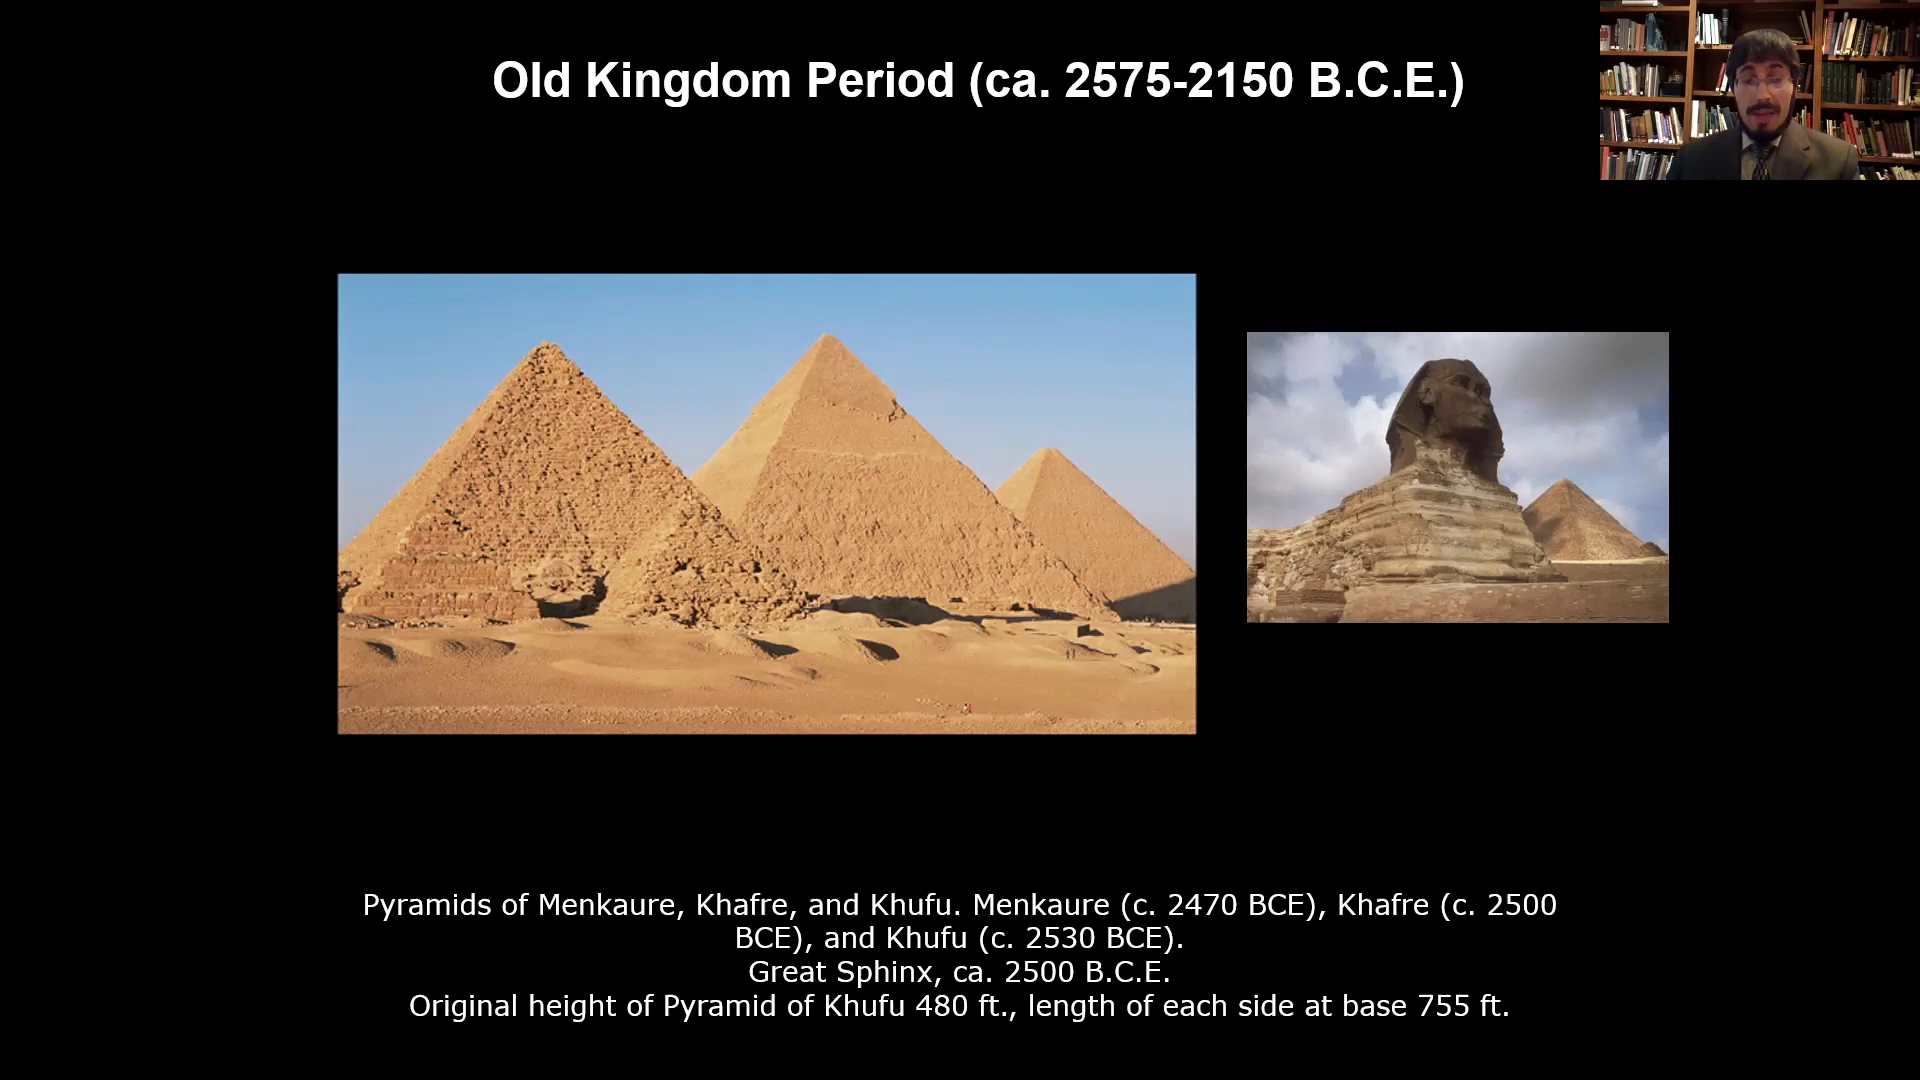 Old Kingdom Period (ca. 2575-2150 B.C.E.)
Pyramids of Menkaure, Khafre, and Khufu. Menkaure (c. 2470 BCE), Khafre (c. 2500
BCE), and Khufu (c. 2530 BCE).
Great Sphinx, ca. 2500 B.C.E.
Original height of Pyramid of Khufu 480 ft., length of each side at base 755 ft.